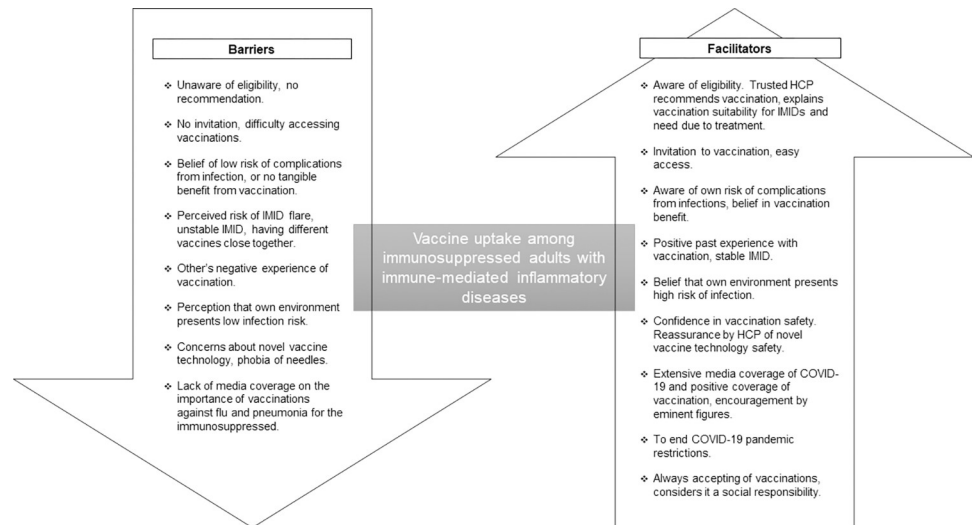 Barriers
❖ Unaware of eligibility, no
recommendation.
❖ No invitation, difficulty accessing
vaccinations.
❖ Belief of low risk of complications
from infection, or no tangible
benefit from vaccination.
❖ Perceived risk of IMID flare,
unstable IMID, having different
vaccines close together.
❖ Other's negative experience of
vaccination.
❖ Perception that own environment
presents low infection risk.
❖ Concerns about novel vaccine
technology, phobia of needles.
❖ Lack of media coverage on the
importance of vaccinations
against flu and pneumonia for the
immunosuppressed.
Vaccine uptake among
immunosuppressed adults with
immune-mediated inflammatory
diseases
Facilitators
❖ Aware of eligibility. Trusted HCP
recommends vaccination, explains
vaccination suitability for IMIDs and
need due to treatment.
❖ Invitation to vaccination, easy
access.
❖ Aware of own risk of complications
from infections, belief in vaccination
benefit.
❖ Positive past experience with
vaccination, stable IMID.
❖ Belief that own environment presents
high risk of infection.
❖ Confidence in vaccination safety.
Reassurance by HCP of novel
vaccine technology safety.
❖ Extensive media coverage of COVID-
19 and positive coverage of
vaccination, encouragement by
eminent figures.
❖ To end COVID-19 pandemic
restrictions.
❖ Always accepting of vaccinations,
considers it a social responsibility.